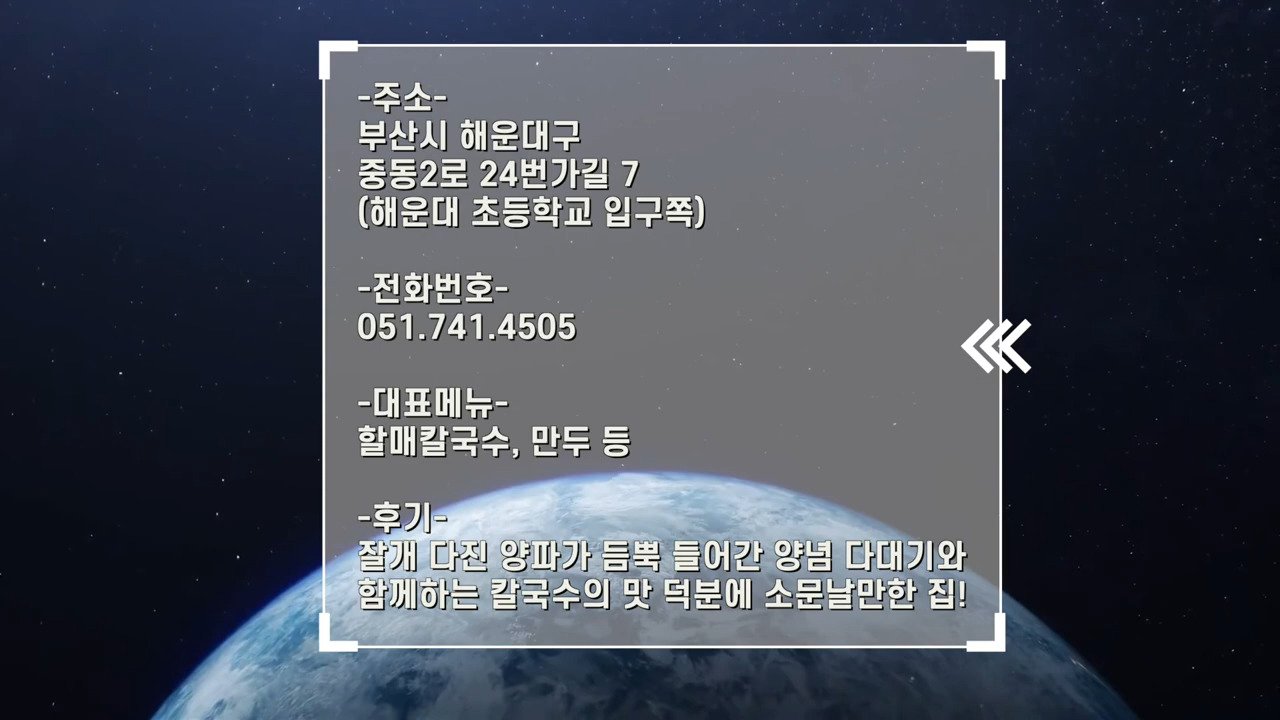 -주소-
부산시 해운대구
중동2로 24번가길 7
(해운대 초등학교 입구쪽)
-전화번호-
051.741.4505
-대표메뉴-
할매칼국수, 만두 등
-후기-
잘개 다진 양파가 듬뿍 들어간 양념 다대기와
함께하는 칼국수의 맛 덕분에 소문날만한 집!